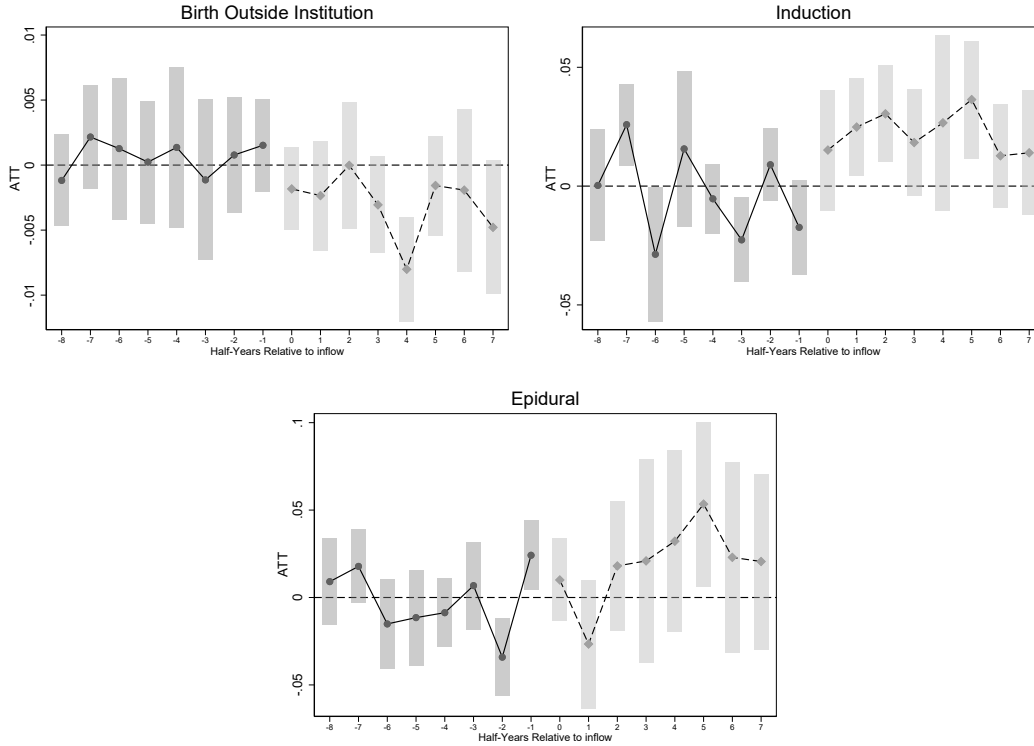 Birth Outside Institution
.01
.005
0
-.005
-.01
ATT
-8 -7 -6 -5 -4 -3 -2 -1 0 1 2 3 4 5 6 7
Half-Years Relative to inflow
Induction
.05
0
-.05
ATT
-8 -7 -6 -5 -4 -3 -2 -1 0 1 2 3 4 5 6 7
Half-Years Relative to inflow
Epidural
.1
.05
0
-.05
ATT
-8 -7 -6 -5 -4 -3 -2 -1 0 1 2 3 4 5 6 7
Half-Years Relative to inflow